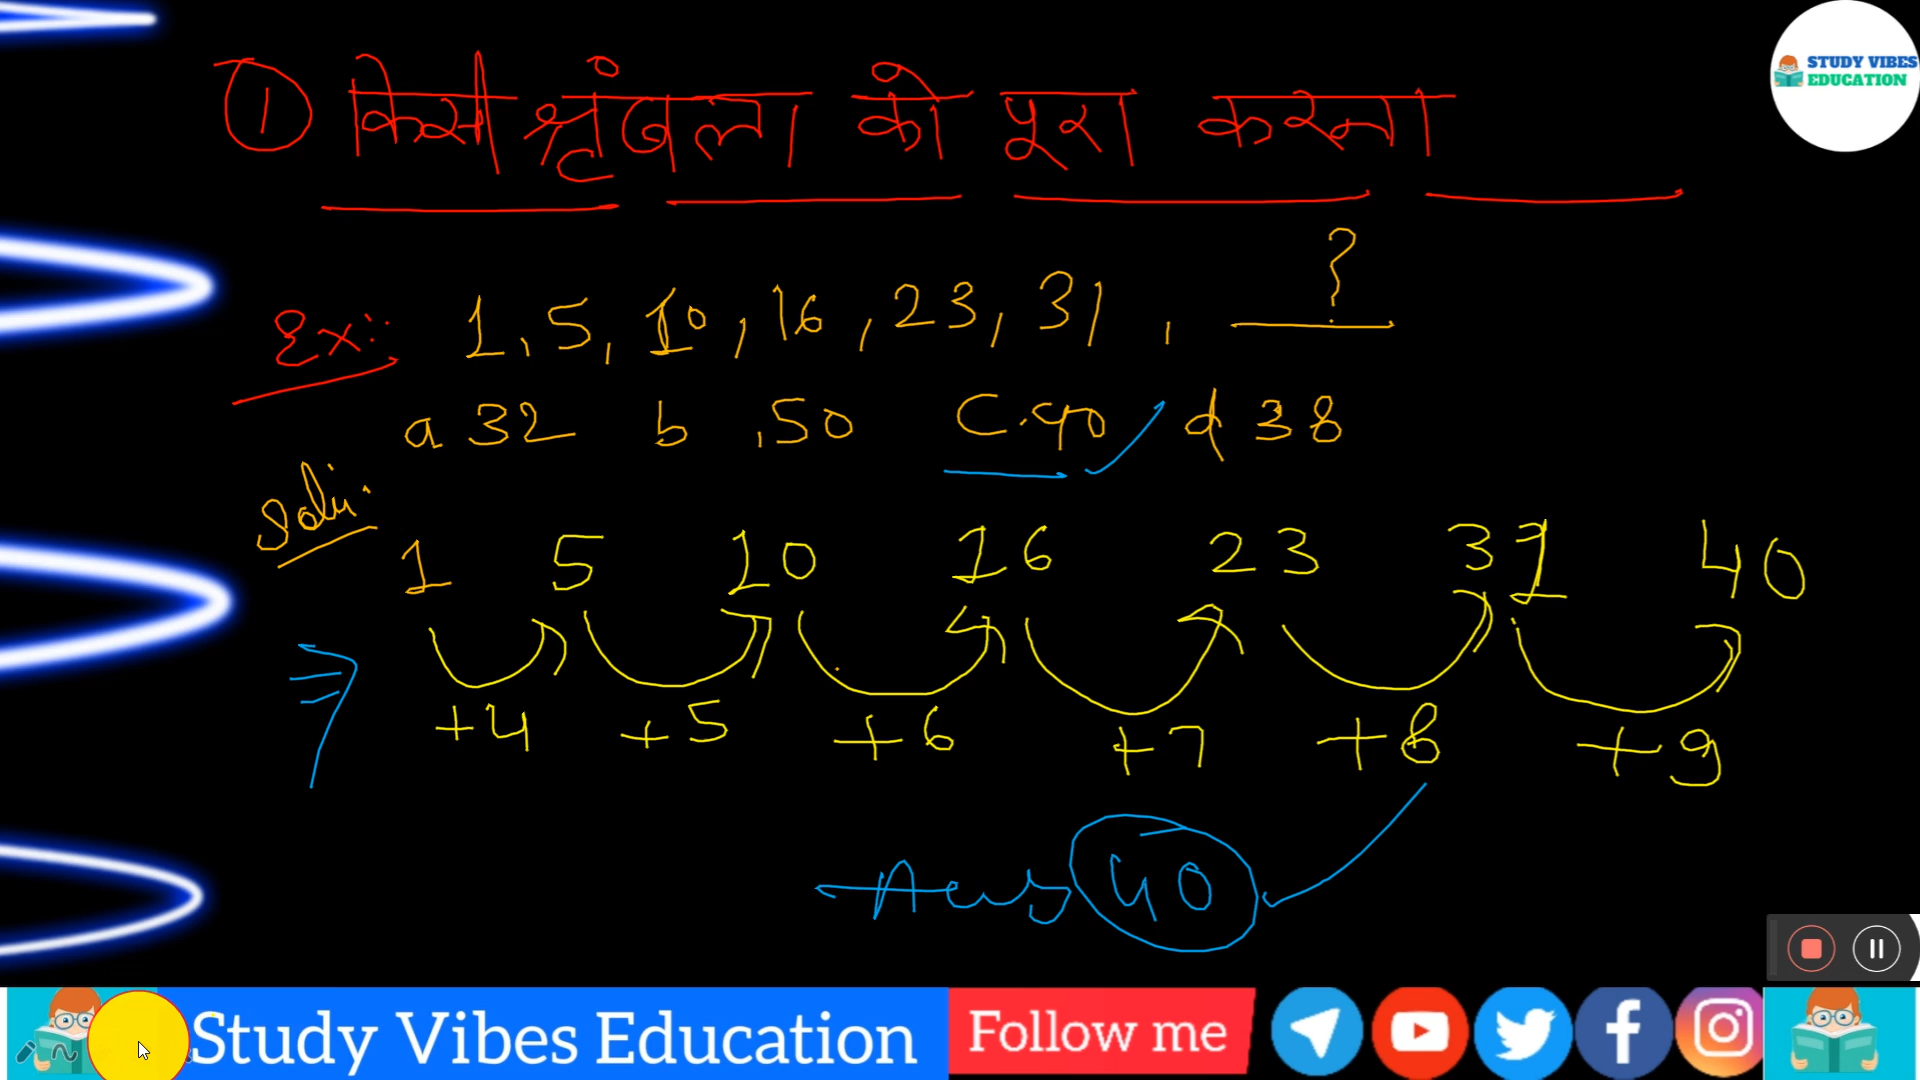 ① किसी श्रृंखला को पूरा करना
STUDY VIBES
EDUCATION
Ex:- 1, 5, 10, 16, 23, 31, ?
a 32 b .50 C.40 d 38
Soln:
1 5 10 16 23 31 40
+4 +5 +6 +7 +8 +9
Ans 40
Study Vibes Education Follow me